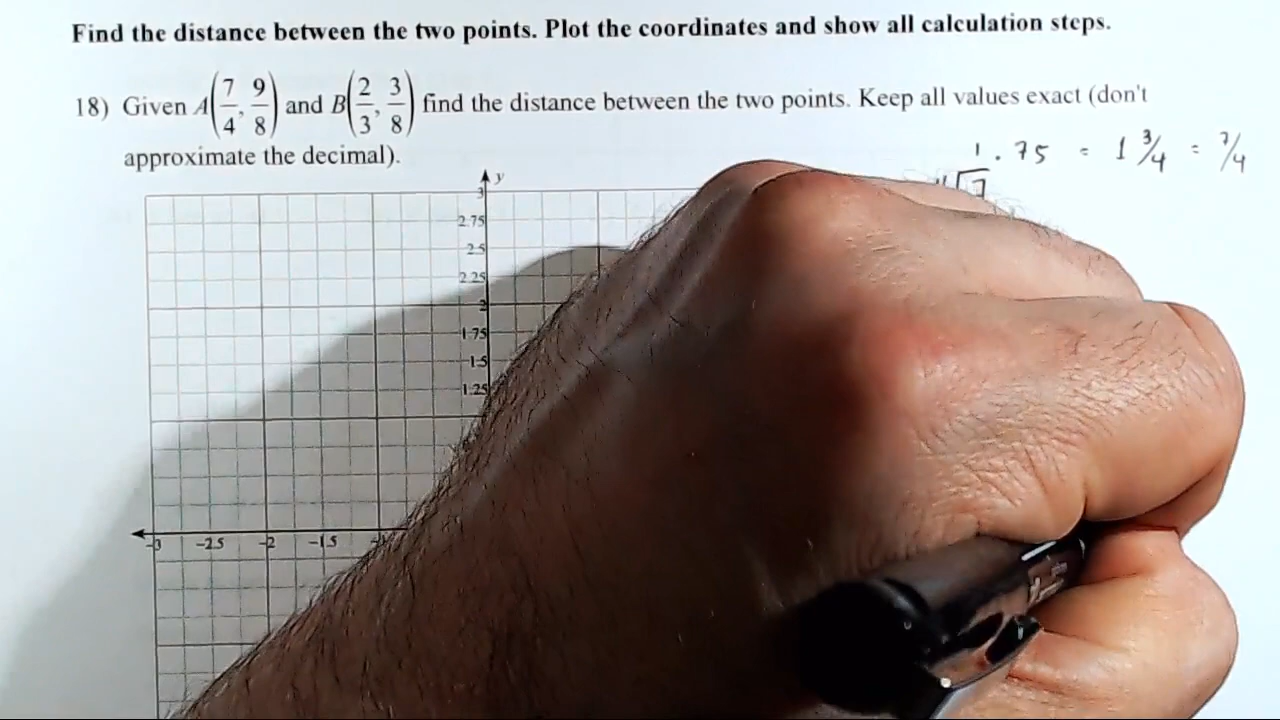 Find the distance between the two points. Plot the coordinates and show all calculation steps.
18) Given A(7/4, 9/8) and B(2/3, 3/8) find the distance between the two points. Keep all values exact (don't
approximate the decimal).
1.75 = 1 3/4 = 7/4
4√7
y
3
2.75
2.5
2.25
2
1.75
1.5
1.25
-3 -2.5 -2 -1.5 -1